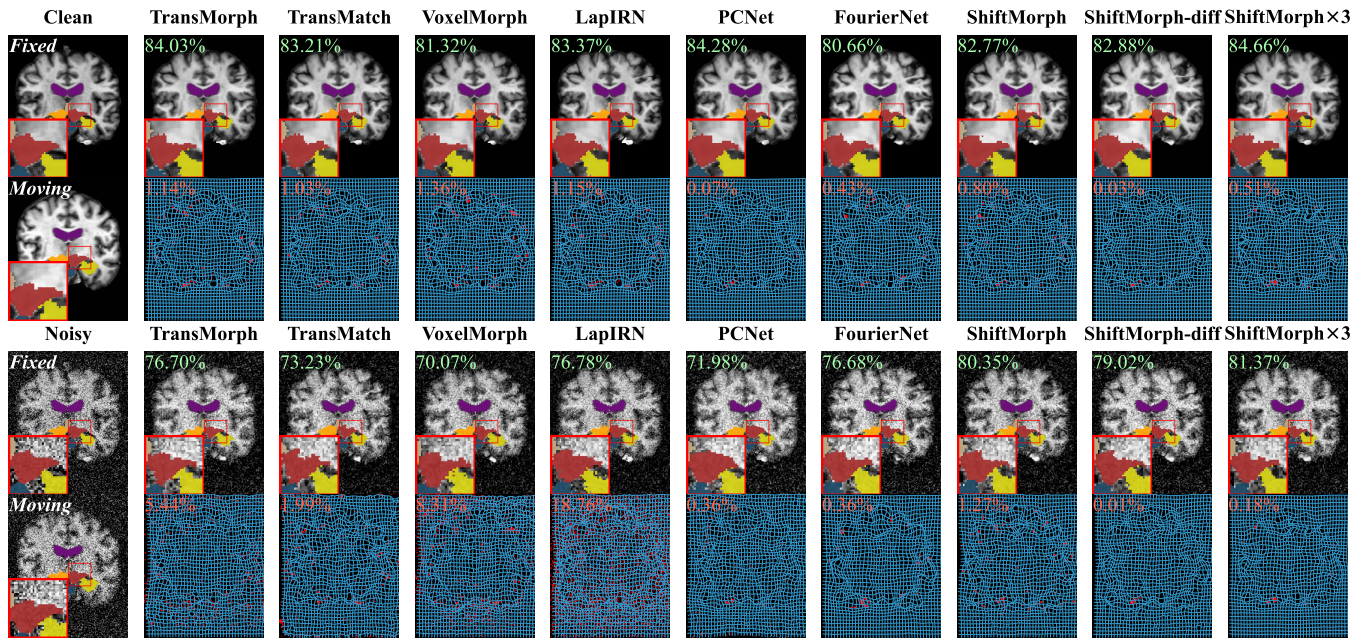 Clean TransMorph TransMatch VoxelMorph LapIRN PCNet FourierNet ShiftMorph ShiftMorph-diff ShiftMorph×3
Fixed 84.03% 83.21% 81.32% 83.37% 84.28% 80.66% 82.77% 82.88% 84.66%
Moving 1.14% 1.03% 1.36% 1.15% 0.07% 0.43% 0.80% 0.03% 0.51%
Noisy TransMorph TransMatch VoxelMorph LapIRN PCNet FourierNet ShiftMorph ShiftMorph-diff ShiftMorph×3
Fixed 76.70% 73.23% 70.07% 76.78% 71.98% 76.68% 80.35% 79.02% 81.37%
Moving 5.44% 1.99% 8.31% 18.76% 0.36% 0.36% 1.27% 0.01% 0.18%